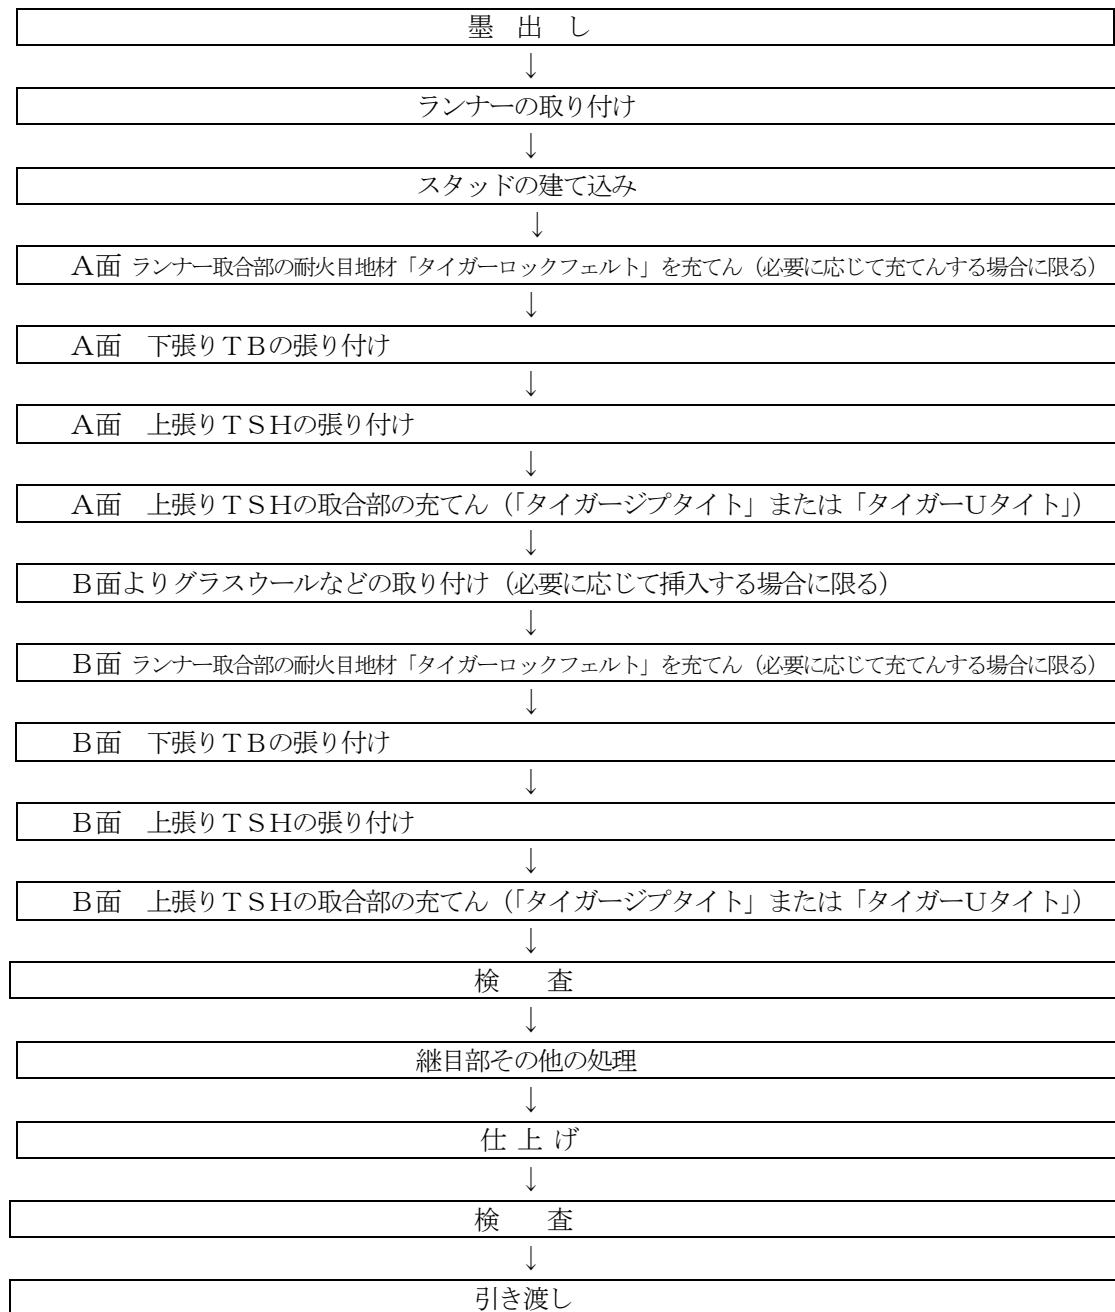 墨 出 し
↓
ランナーの取り付け
↓
スタッドの建て込み
↓
A面 ランナー取合部の耐火目地材「タイガーロックフェルト」を充てん(必要に応じて充てんする場合に限る)
↓
A面 下張りTBの張り付け
↓
A面 上張りTSHの張り付け
↓
A面 上張りTSHの取合部の充てん(「タイガージプタイト」または「タイガーUタイト」)
↓
B面よりグラスウールなどの取り付け(必要に応じて挿入する場合に限る)
↓
B面 ランナー取合部の耐火目地材「タイガーロックフェルト」を充てん(必要に応じて充てんする場合に限る)
↓
B面 下張りTBの張り付け
↓
B面 上張りTSHの張り付け
↓
B面 上張りTSHの取合部の充てん(「タイガージプタイト」または「タイガーUタイト」)
↓
検 査
↓
継目部その他の処理
↓
仕 上 げ
↓
検 査
↓
引き渡し